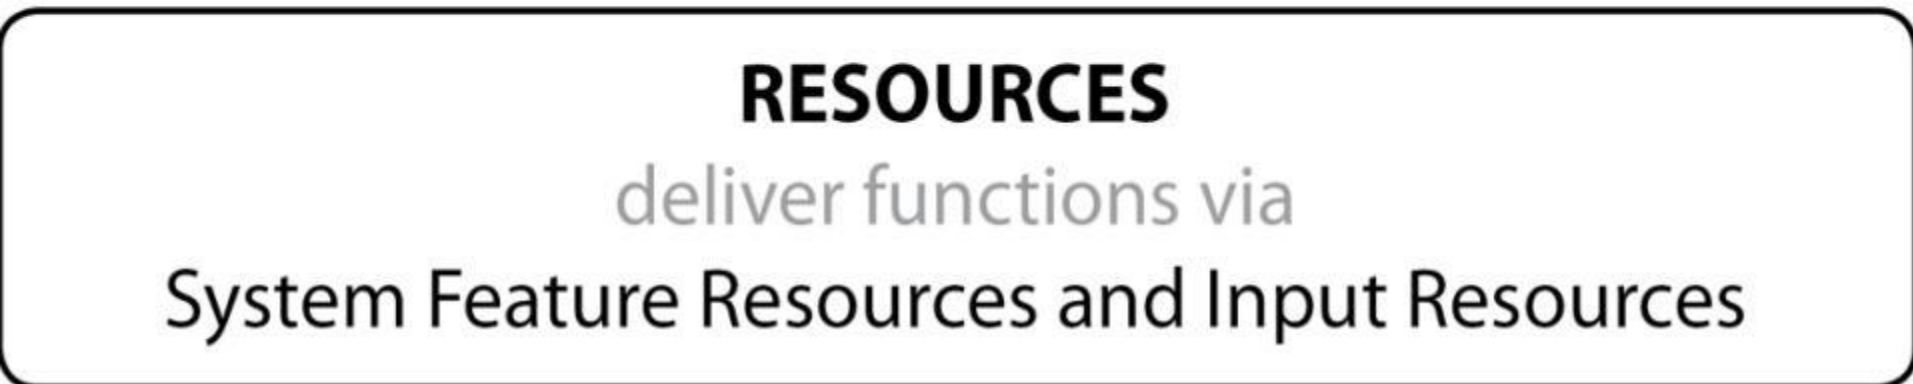 RESOURCES
deliver functions via
System Feature Resources and Input Resources